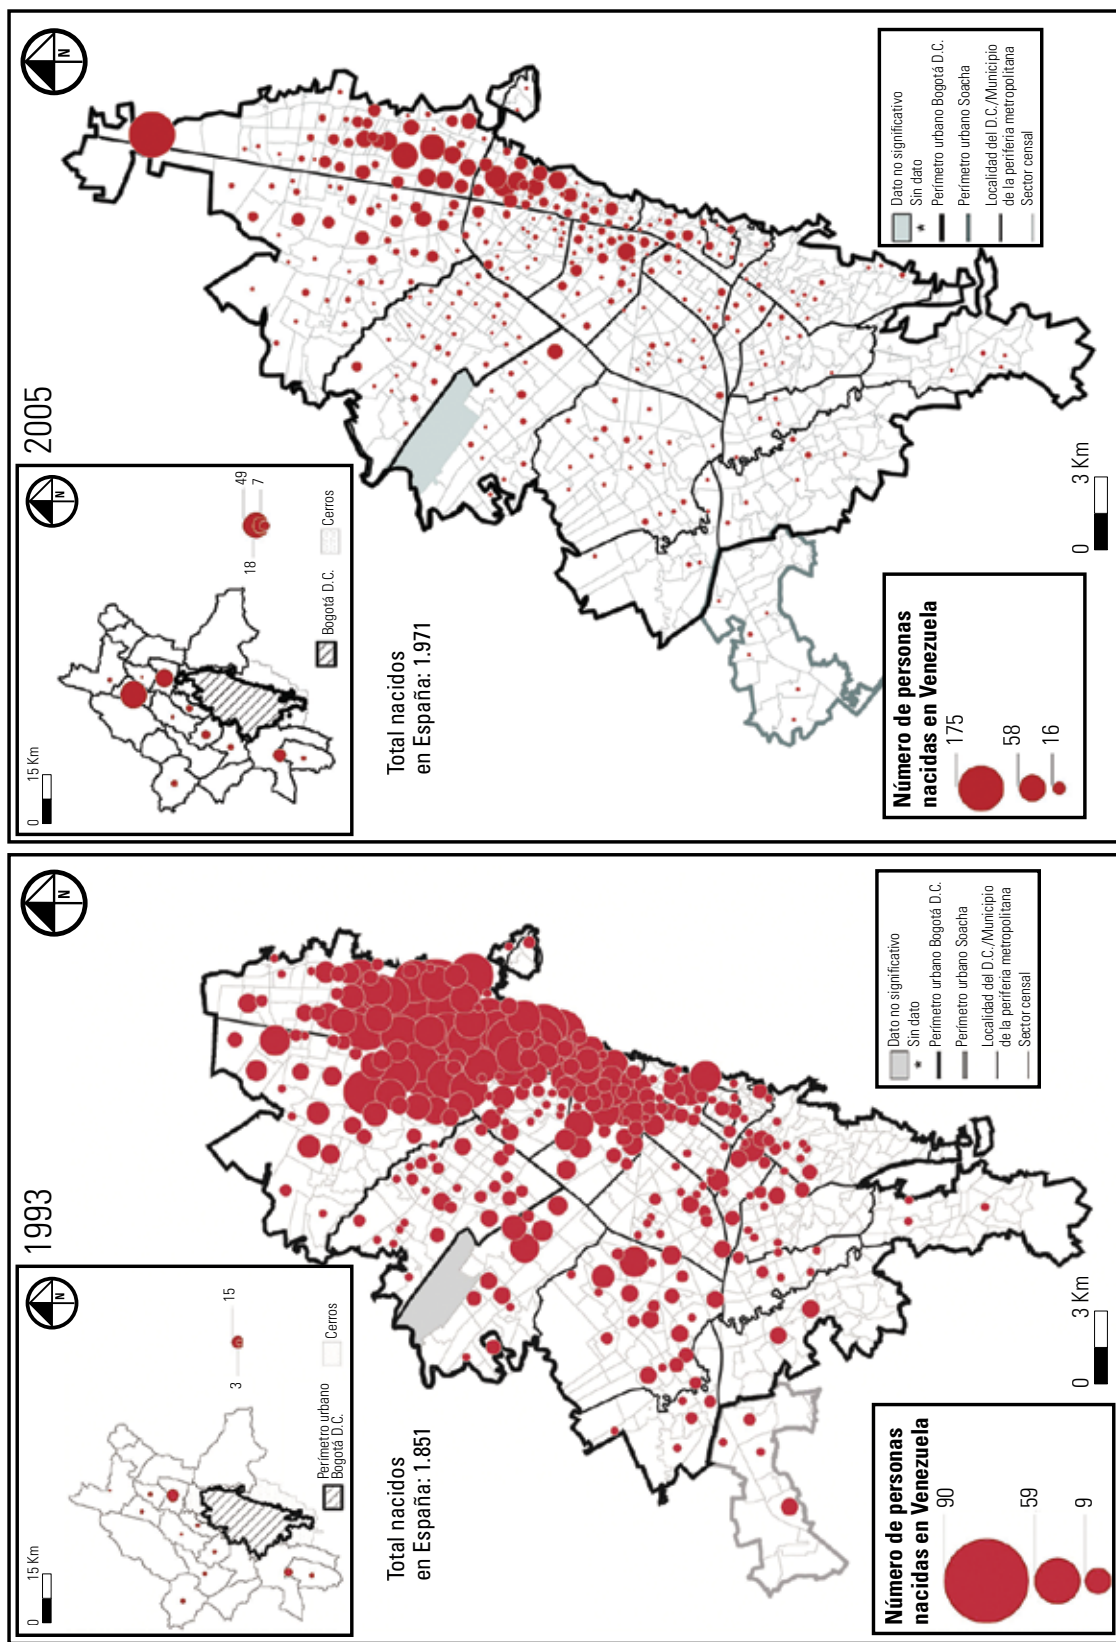 1993
N
N
0 15 Km
3
15
Perímetro urbano
Bogotá D.C.
Cerros
Total nacidos
en España: 1.851
Número de personas
nacidas en Venezuela
90
59
9
0 3 Km
Dato no significativo
* Sin dato
Perímetro urbano Bogotá D.C.
Perímetro urbano Soacha
Localidad del D.C./Municipio
de la periferia metropolitana
Sector censal
2005
N
N
0 15 Km
18
49
7
Bogotá D.C.
Cerros
Total nacidos
en España: 1.971
Número de personas
nacidas en Venezuela
175
58
16
0 3 Km
Dato no significativo
* Sin dato
Perímetro urbano Bogotá D.C.
Perímetro urbano Soacha
Localidad del D.C./Municipio
de la periferia metropolitana
Sector censal